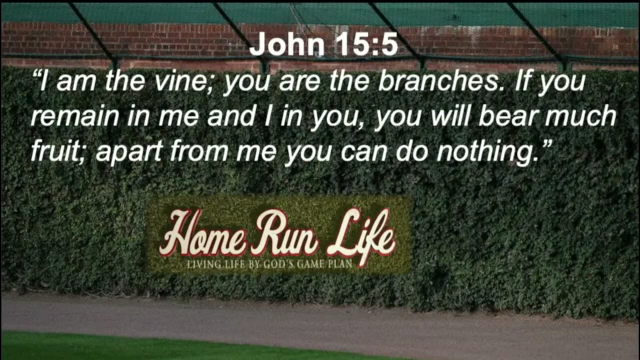 John 15:5
“I am the vine; you are the branches. If you
remain in me and I in you, you will bear much
fruit; apart from me you can do nothing.”
Home Run Life
LIVING LIFE BY GOD'S GAME PLAN